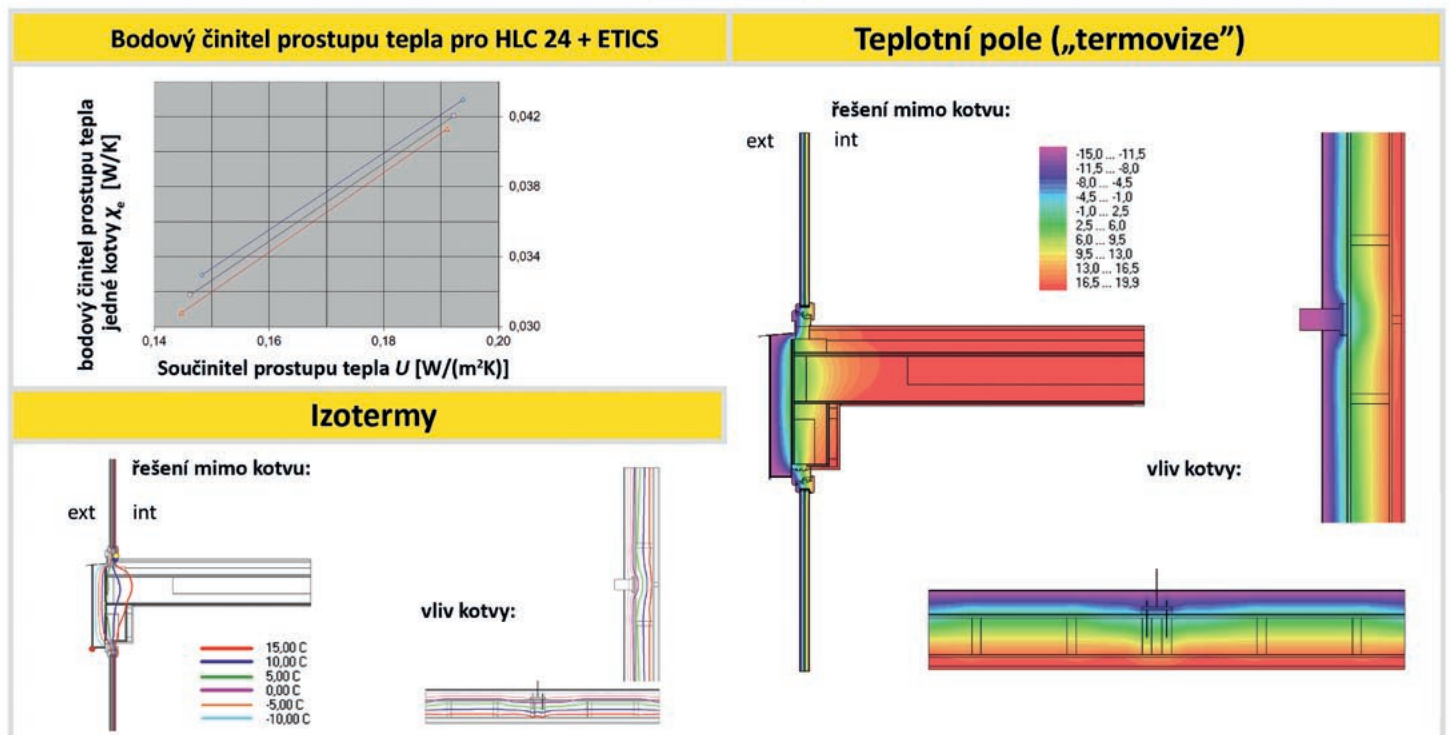 Bodový činitel prostupu tepla pro HLC 24 + ETICS
bodový činitel prostupu tepla
jedné kotvy χe [W/K]
0,042
0,038
0,034
0,030
0,14
0,16
0,18
0,20
Součinitel prostupu tepla U [W/(m²K)]
Izotermy
řešení mimo kotvu:
ext
int
vliv kotvy:
15,00 C
10,00 C
5,00 C
0,00 C
-5,00 C
-10,00 C
Teplotní pole („termovize”)
řešení mimo kotvu:
ext
int
-15,0 ... -11,5
-11,5 ... -8,0
-8,0 ... -4,5
-4,5 ... -1,0
-1,0 ... 2,5
2,5 ... 6,0
6,0 ... 9,5
9,5 ... 13,0
13,0 ... 16,5
16,5 ... 19,9
vliv kotvy: